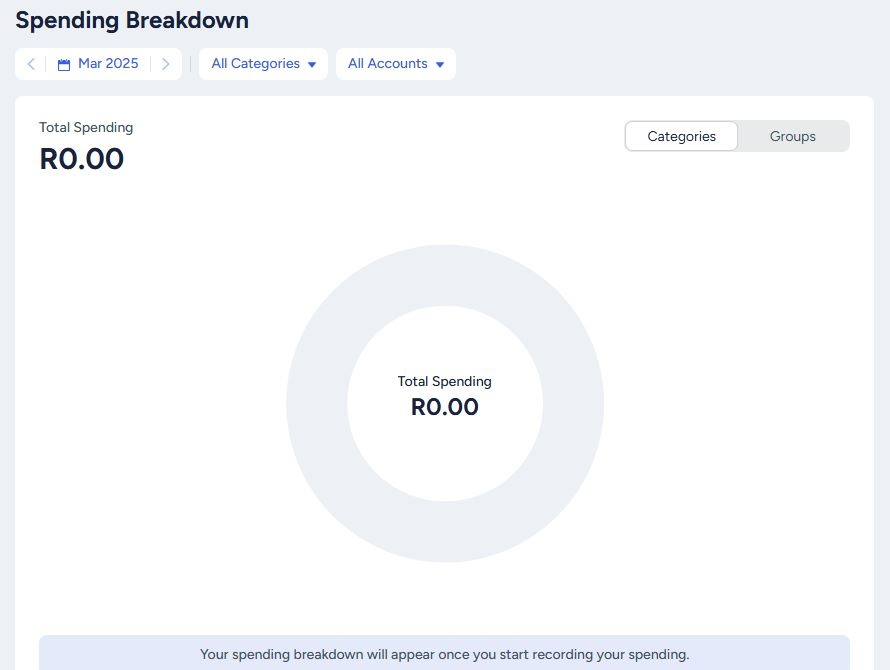 Spending Breakdown
Mar 2025
All Categories
All Accounts
Total Spending
R0.00
Categories
Groups
Total Spending
R0.00
Your spending breakdown will appear once you start recording your spending.